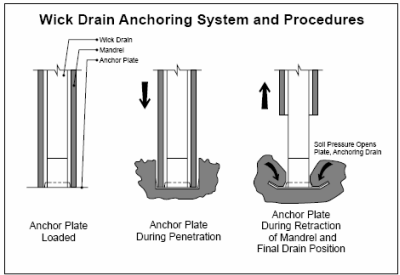 Wick Drain Anchoring System and Procedures
Wick Drain
Mandrel
Anchor Plate
Soil Pressure Opens
Plate, Anchoring Drain
Anchor Plate
Loaded
Anchor Plate
During Penetration
Anchor Plate
During Retraction
of Mandrel and
Final Drain Position